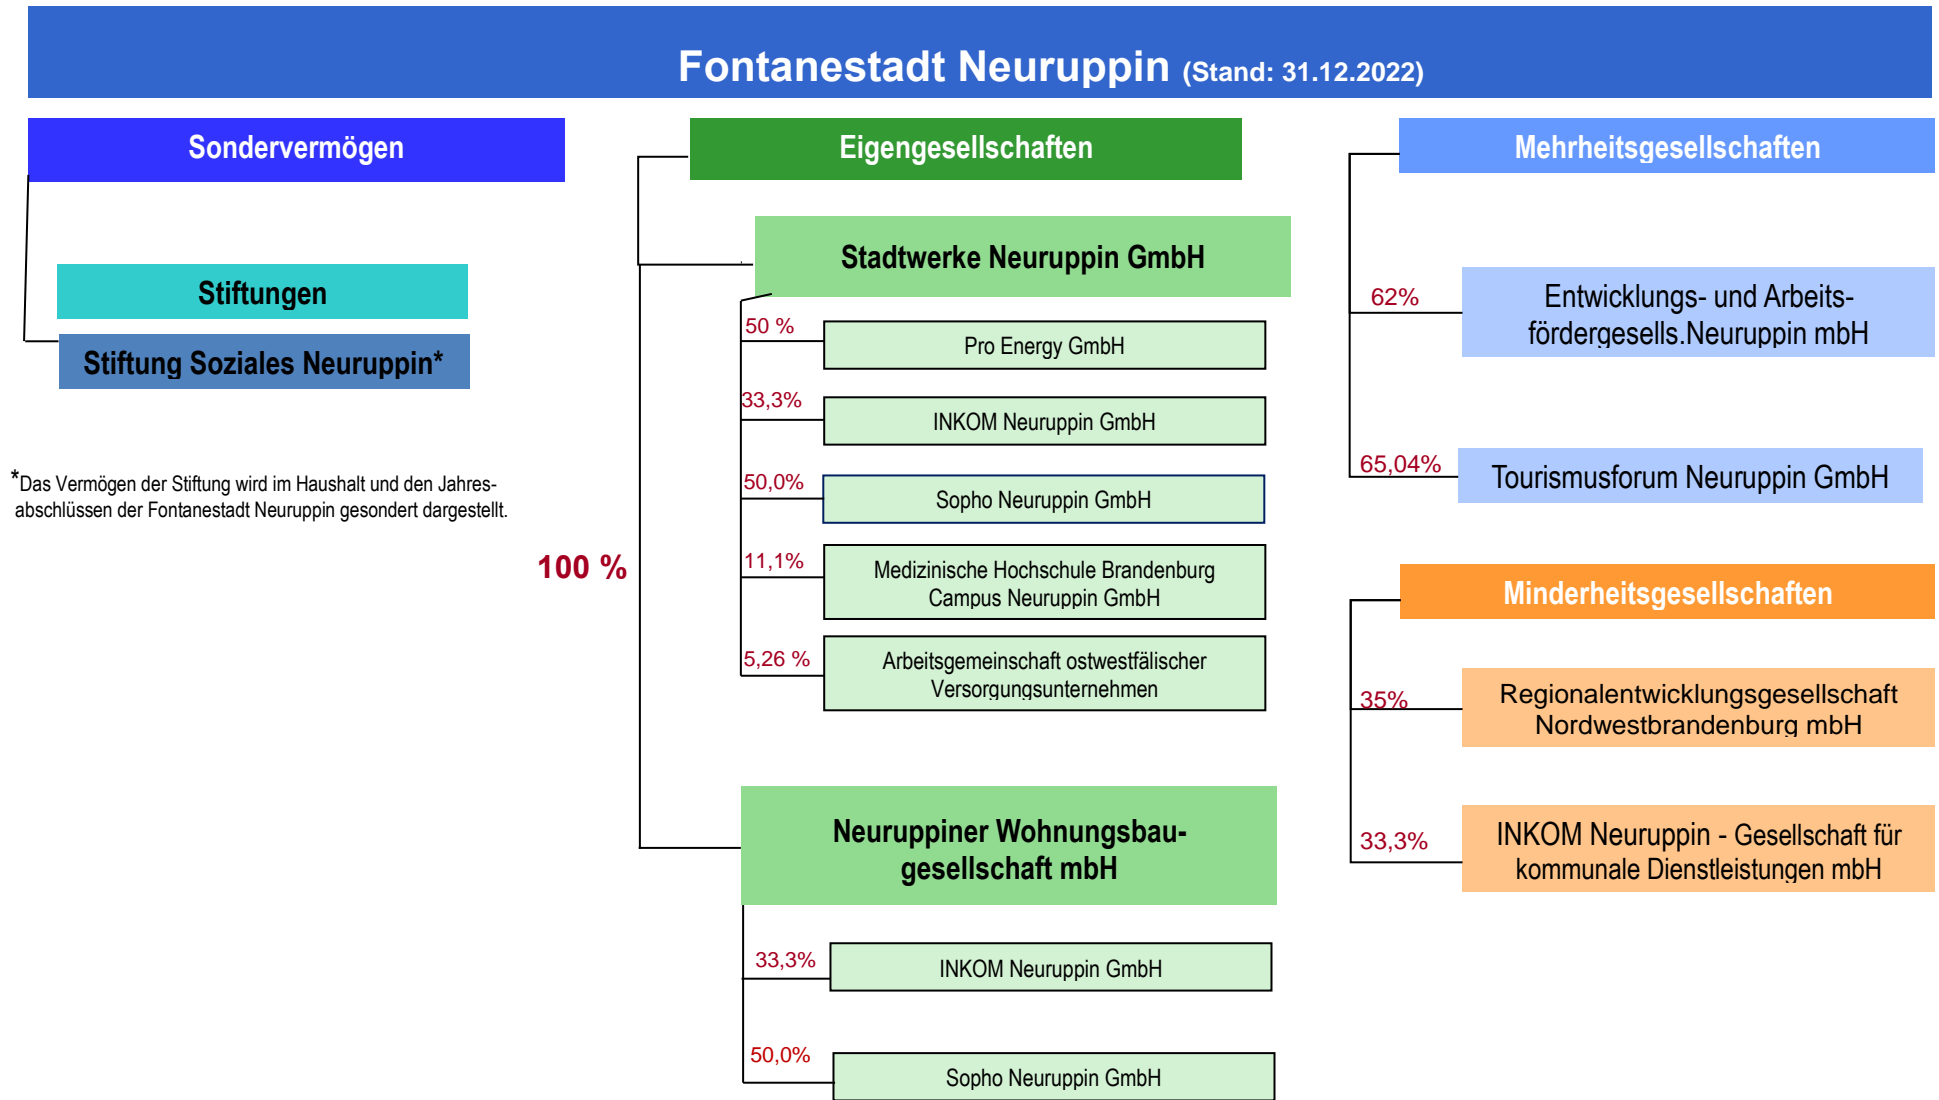 Fontanestadt Neuruppin (Stand: 31.12.2022)
Sondervermögen
Stiftungen
Stiftung Soziales Neuruppin*
*Das Vermögen der Stiftung wird im Haushalt und den Jahres-
abschlüssen der Fontanestadt Neuruppin gesondert dargestellt.
100 %
Eigengesellschaften
Stadtwerke Neuruppin GmbH
50 %
Pro Energy GmbH
33,3%
INKOM Neuruppin GmbH
50,0%
Sopho Neuruppin GmbH
11,1%
Medizinische Hochschule Brandenburg
Campus Neuruppin GmbH
5,26 %
Arbeitsgemeinschaft ostwestfälischer
Versorgungsunternehmen
Neuruppiner Wohnungsbau-
gesellschaft mbH
33,3%
INKOM Neuruppin GmbH
50,0%
Sopho Neuruppin GmbH
Mehrheitsgesellschaften
62%
Entwicklungs- und Arbeits-
fördergesells.Neuruppin mbH
65,04%
Tourismusforum Neuruppin GmbH
Minderheitsgesellschaften
35%
Regionalentwicklungsgesellschaft
Nordwestbrandenburg mbH
33,3%
INKOM Neuruppin - Gesellschaft für
kommunale Dienstleistungen mbH